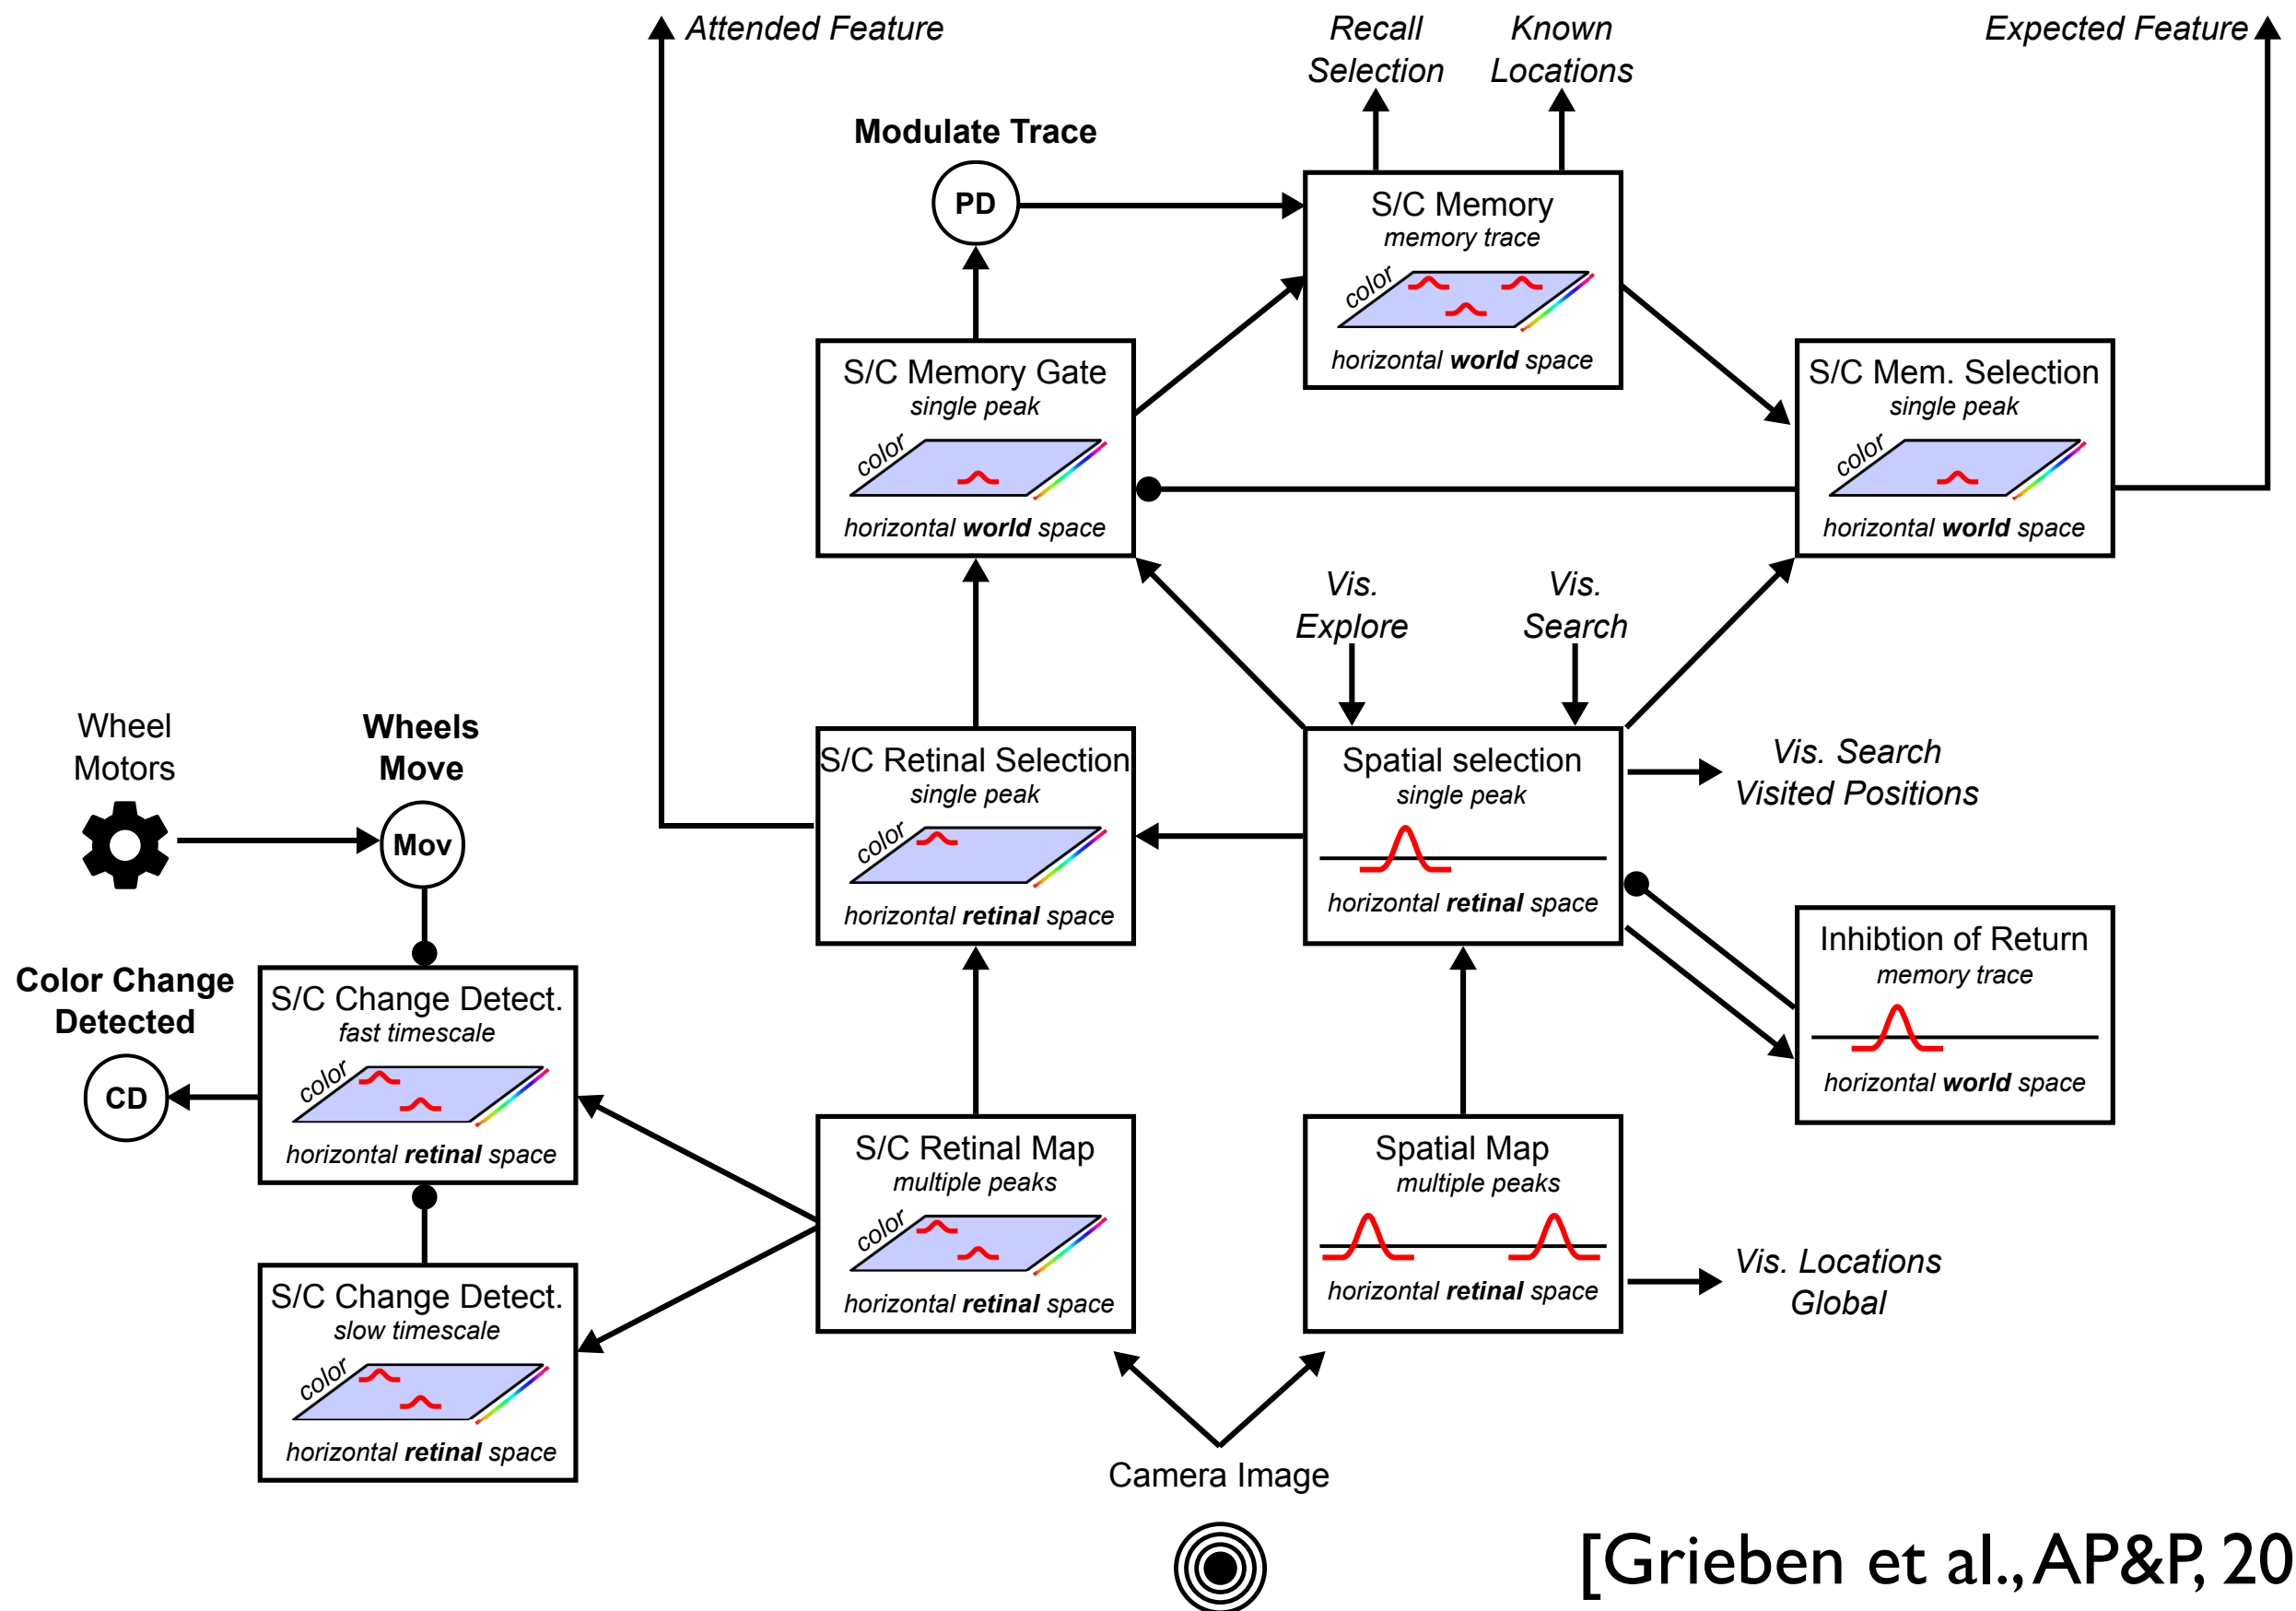 Attended Feature
Recall
Selection
Known
Locations
Expected Feature
Modulate Trace
PD
S/C Memory
memory trace
color
horizontal world space
S/C Memory Gate
single peak
color
horizontal world space
S/C Mem. Selection
single peak
color
horizontal world space
Vis.
Explore
Vis.
Search
Wheel
Motors
Wheels
Move
Mov
S/C Retinal Selection
single peak
color
horizontal retinal space
Spatial selection
single peak
horizontal retinal space
Vis. Search
Visited Positions
Inhibtion of Return
memory trace
horizontal world space
Color Change
Detected
CD
S/C Change Detect.
fast timescale
color
horizontal retinal space
S/C Retinal Map
multiple peaks
color
horizontal retinal space
Spatial Map
multiple peaks
horizontal retinal space
Vis. Locations
Global
S/C Change Detect.
slow timescale
color
horizontal retinal space
Camera Image
[Grieben et al., AP&P, 20